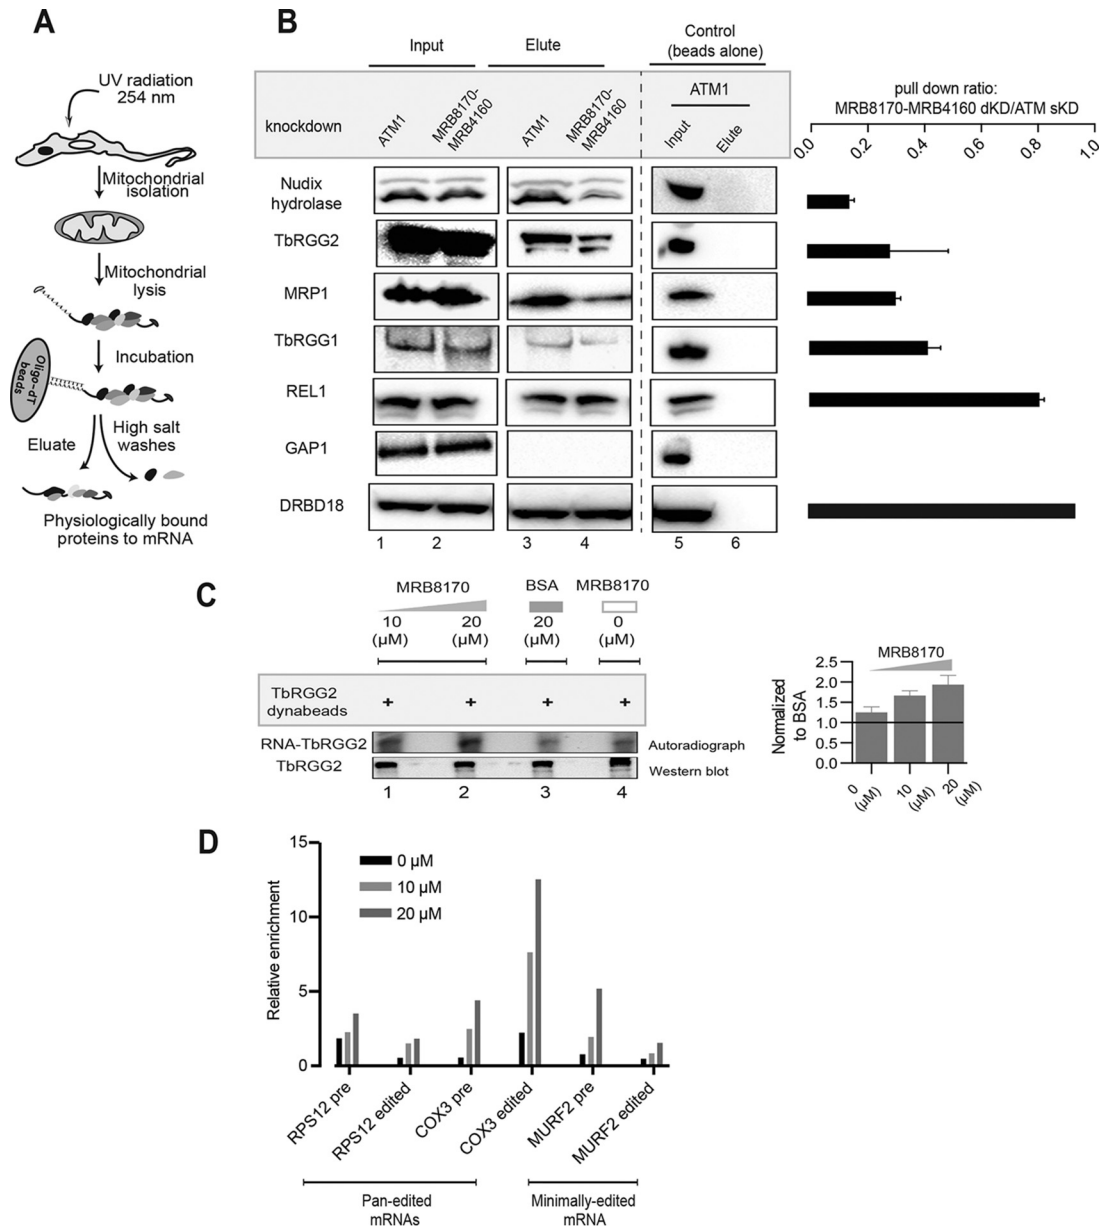 A
UV radiation
254 nm
Mitochondrial
isolation
Mitochondrial
lysis
Incubation
Oligo-dT
beads
Eluate
High salt
washes
Physiologically bound
proteins to mRNA
B
Input
Elute
Control
(beads alone)
knockdown
ATM1
MRB8170-
MRB4160
ATM1
MRB8170-
MRB4160
ATM1
Input
Elute
pull down ratio:
MRB8170-MRB4160 dKD/ATM sKD
0.0
0.2
0.4
0.6
0.8
1.0
Nudix
hydrolase
TbRGG2
MRP1
TbRGG1
REL1
GAP1
DRBD18
1 2 3 4 5 6
C
MRB8170
BSA
MRB8170
10
(µM)
20
(µM)
20
(µM)
0
(µM)
TbRGG2
dynabeads
+ + + +
RNA-TbRGG2
Autoradiograph
TbRGG2
Western blot
1 2 3 4
MRB8170
Normalized
to BSA
2.5
2.0
1.5
1.0
0.5
0.0
0
(µM)
10
(µM)
20
(µM)
D
Relative enrichment
15
10
5
0
0 µM
10 µM
20 µM
RPS12 pre
RPS12 edited
COX3 pre
COX3 edited
MURF2 pre
MURF2 edited
Pan-edited
mRNAs
Minimally-edited
mRNA